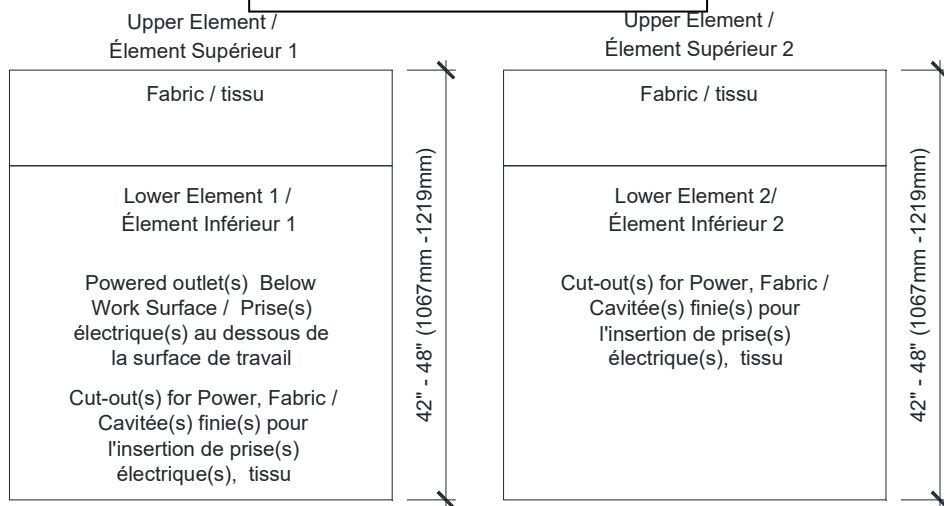 Upper Element /
Élement Supérieur 1
Fabric / tissu
Lower Element 1 /
Élement Inférieur 1
Powered outlet(s)  Below
Work Surface /  Prise(s)
électrique(s) au dessous de
la surface de travail
Cut-out(s) for Power, Fabric /
Cavitée(s) finie(s) pour
l'insertion de prise(s)
électrique(s),  tissu
42" - 48" (1067mm -1219mm)
Upper Element /
Élement Supérieur 2
Fabric / tissu
Lower Element 2/
Élement Inférieur 2
Cut-out(s) for Power, Fabric /
Cavitée(s) finie(s) pour
l'insertion de prise(s)
électrique(s),  tissu
42" - 48" (1067mm -1219mm)